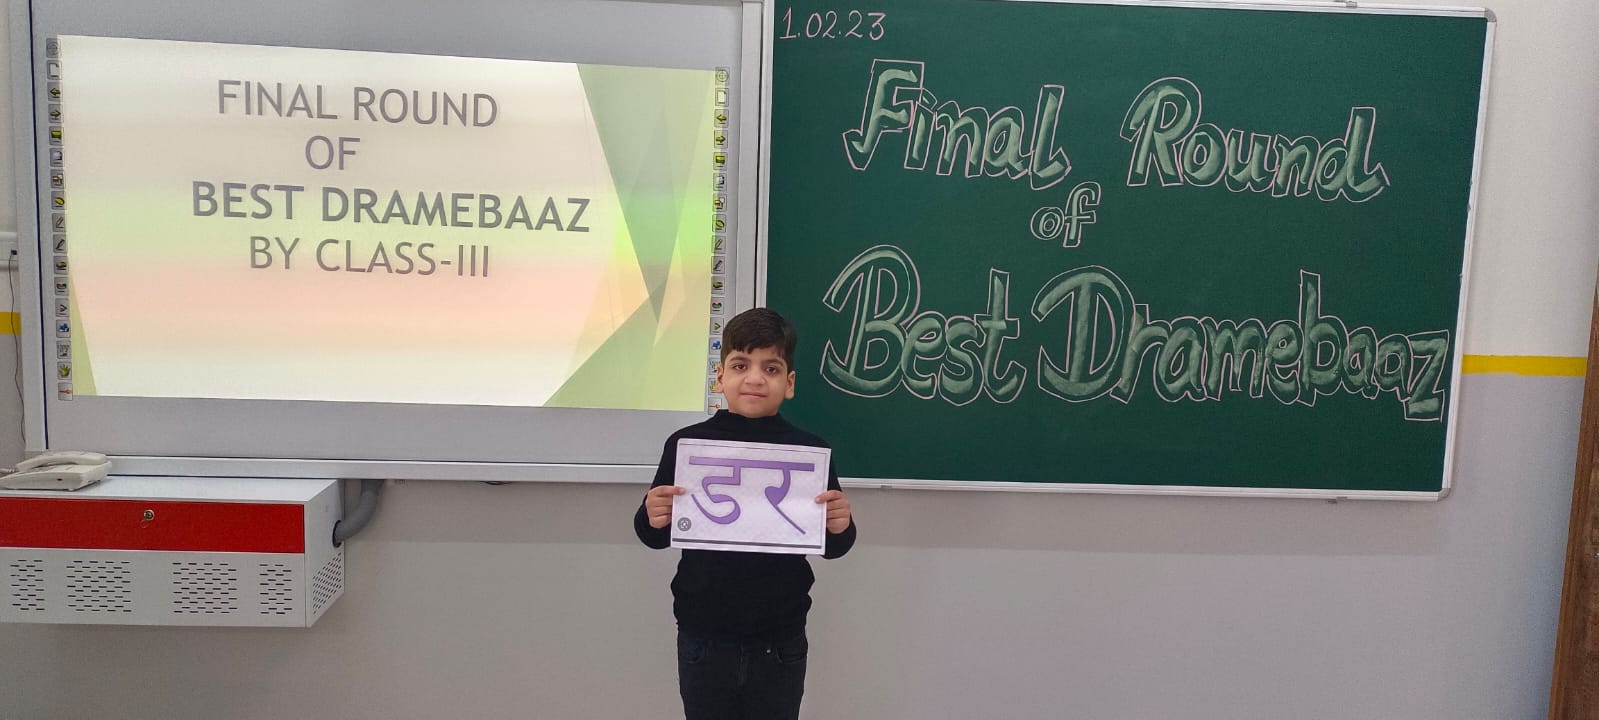 FINAL ROUND
OF
BEST DRAMEBAAZ
BY CLASS-III
1.02.23
Final Round
of
Best Dramebaaz
डर